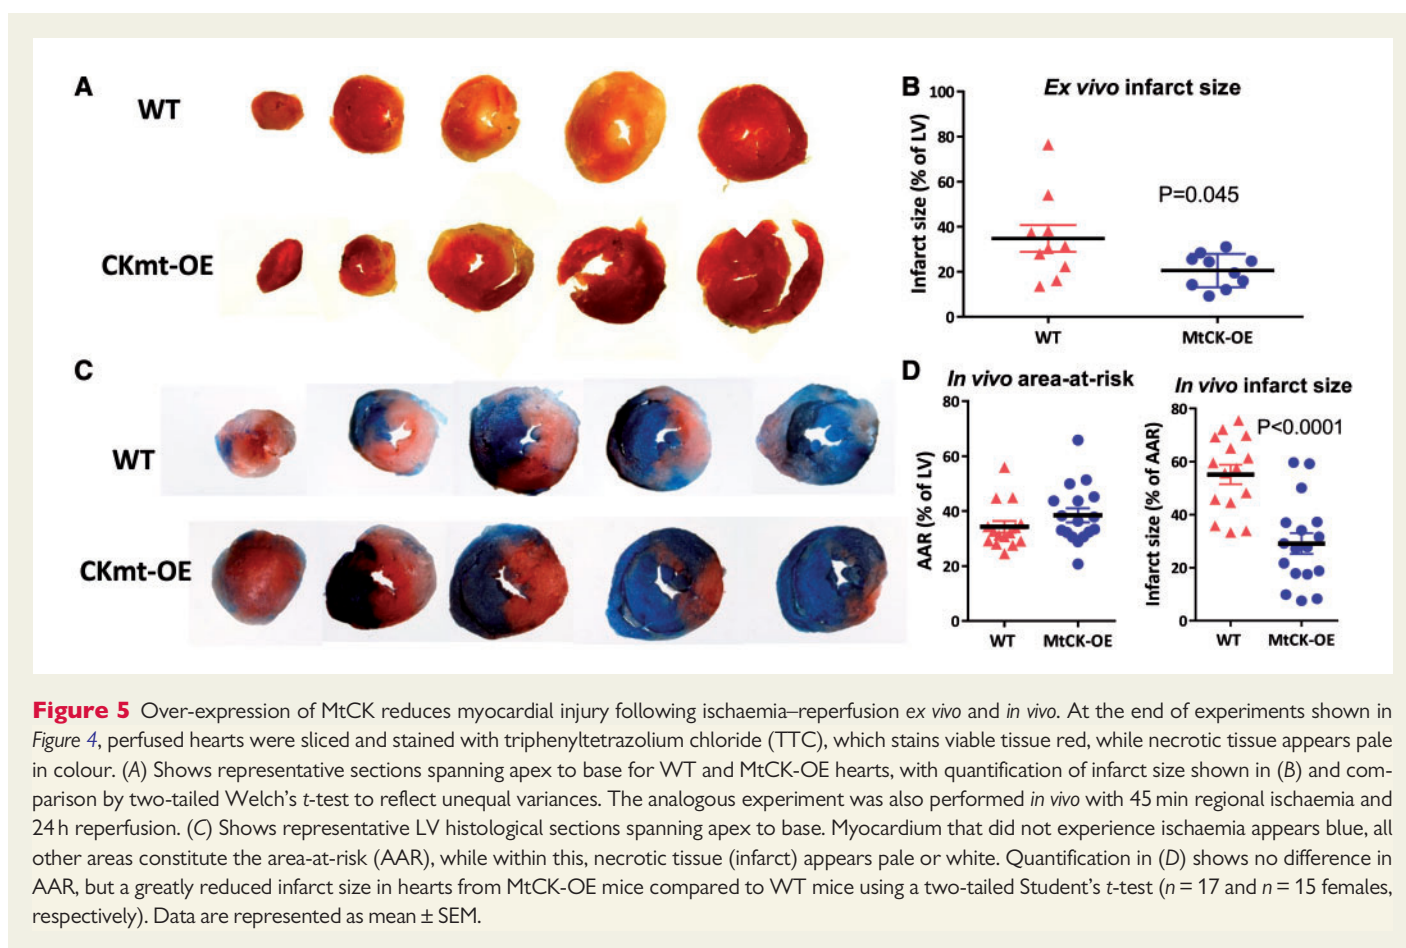 A
WT
CKmt-OE
B
Ex vivo infarct size
Infarct size (% of LV)
100
80
60
40
20
0
P=0.045
WT
MtCK-OE
C
WT
CKmt-OE
D
In vivo area-at-risk
AAR (% of LV)
80
60
40
20
0
WT
MtCK-OE
In vivo infarct size
Infarct size (% of AAR)
80
60
40
20
0
P<0.0001
WT
MtCK-OE
Figure 5 Over-expression of MtCK reduces myocardial injury following ischaemia–reperfusion ex vivo and in vivo. At the end of experiments shown in
Figure 4, perfused hearts were sliced and stained with triphenyltetrazolium chloride (TTC), which stains viable tissue red, while necrotic tissue appears pale
in colour. (A) Shows representative sections spanning apex to base for WT and MtCK-OE hearts, with quantification of infarct size shown in (B) and com-
parison by two-tailed Welch's t-test to reflect unequal variances. The analogous experiment was also performed in vivo with 45 min regional ischaemia and
24 h reperfusion. (C) Shows representative LV histological sections spanning apex to base. Myocardium that did not experience ischaemia appears blue, all
other areas constitute the area-at-risk (AAR), while within this, necrotic tissue (infarct) appears pale or white. Quantification in (D) shows no difference in
AAR, but a greatly reduced infarct size in hearts from MtCK-OE mice compared to WT mice using a two-tailed Student's t-test (n = 17 and n = 15 females,
respectively). Data are represented as mean ± SEM.